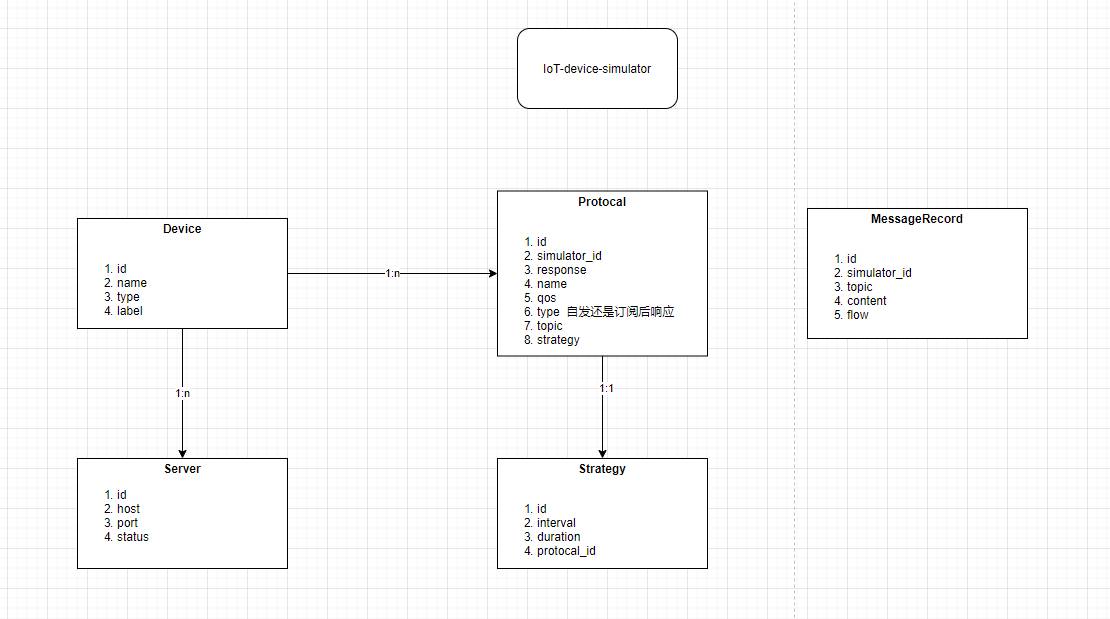 IoT-device-simulator
Device
1. id
2. name
3. type
4. label
1:n
Protocal
1. id
2. simulator_id
3. response
4. name
5. qos
6. type 自发还是订阅后响应
7. topic
8. strategy
MessageRecord
1. id
2. simulator_id
3. topic
4. content
5. flow
1:n
1:1
Server
1. id
2. host
3. port
4. status
Strategy
1. id
2. interval
3. duration
4. protocal_id